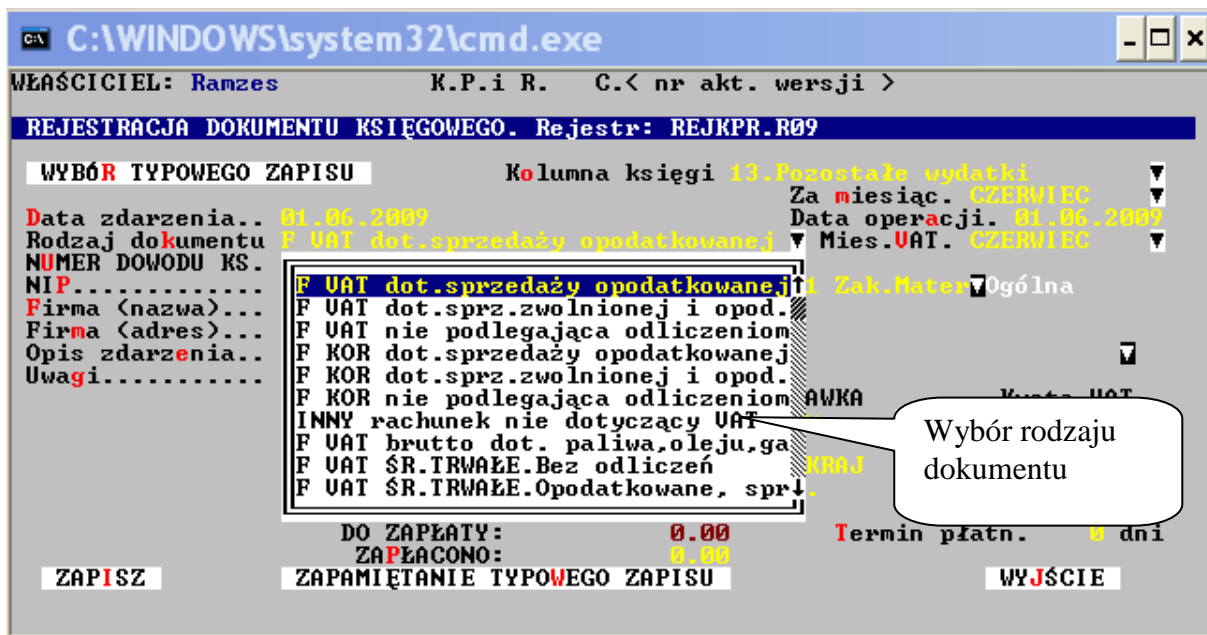 C:\WINDOWS\system32\cmd.exe
WŁAŚCICIEL: Ramzes K.P.i R. C.< nr akt. wersji >
REJESTRACJA DOKUMENTU KSIĘGOWEGO. Rejestr: REJKPR.R09
WYBÓR TYPOWEGO ZAPISU Kolumna księgi 13.Pozostałe wydatki
Za miesiąc. CZERWIEC
Data zdarzenia.. 01.06.2009 Data operacji. 01.06.2009
Rodzaj dokumentu F VAT dot.sprzedaży opodatkowanej Mies.VAT. CZERWIEC
NUMER DOWODU KS.
NIP............. F VAT dot.sprzedaży opodatkowanej 1 Zak.Mater Ogólna
Firma (nazwa)... F VAT dot.sprz.zwolnionej i opod.
Firma (adres)... F VAT nie podlegająca odliczeniom
Opis zdarzenia.. F KOR dot.sprzedaży opodatkowanej
Uwagi........... F KOR dot.sprz.zwolnionej i opod.
F KOR nie podlegająca odliczeniom AWKA
INNY rachunek nie dotyczący VAT
F VAT brutto dot. paliwa,oleju,ga
F VAT ŚR.TRWAŁE.Bez odliczeń KRAJ
F VAT ŚR.TRWAŁE.Opodatkowane, spr
Wybór rodzaju
dokumentu
DO ZAPŁATY: 0.00 Termin płatn. 0 dni
ZAPŁACONO: 0.00
ZAPISZ ZAPAMIĘTANIE TYPOWEGO ZAPISU WYJŚCIE